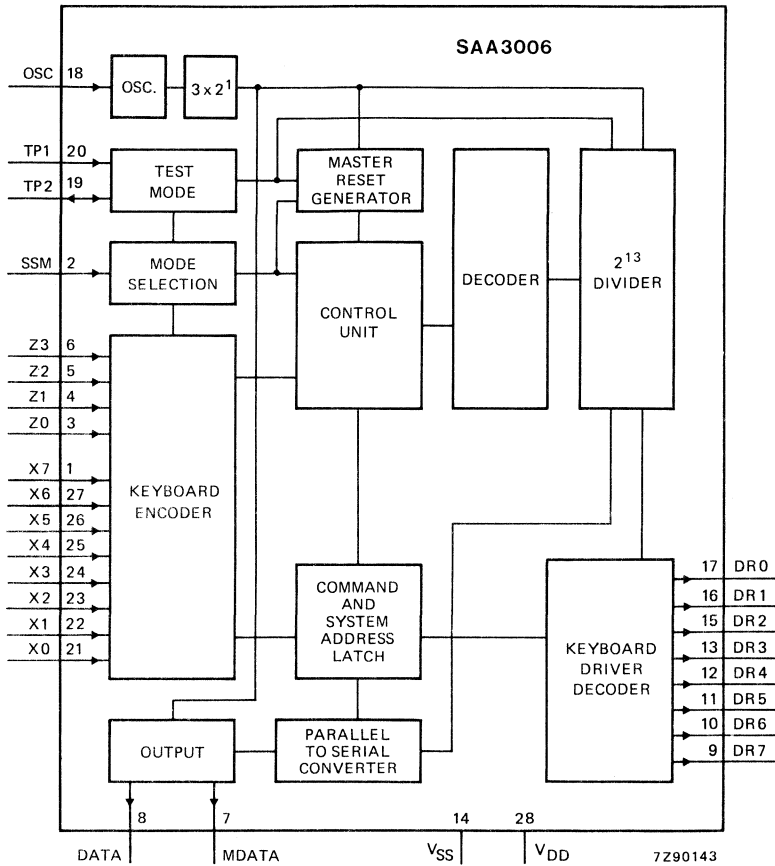 SAA3006
OSC 18
OSC.
3 x 2¹
TP1 20
TP2 19
TEST
MODE
MASTER
RESET
GENERATOR
SSM 2
MODE
SELECTION
CONTROL
UNIT
DECODER
2¹³
DIVIDER
Z3 6
Z2 5
Z1 4
Z0 3
X7 1
X6 27
X5 26
X4 25
X3 24
X2 23
X1 22
X0 21
KEYBOARD
ENCODER
COMMAND
AND
SYSTEM
ADDRESS
LATCH
KEYBOARD
DRIVER
DECODER
17 DR0
16 DR1
15 DR2
13 DR3
12 DR4
11 DR5
10 DR6
9 DR7
OUTPUT
PARALLEL
TO SERIAL
CONVERTER
8
7
14
28
DATA
MDATA
VSS
VDD
7Z90143